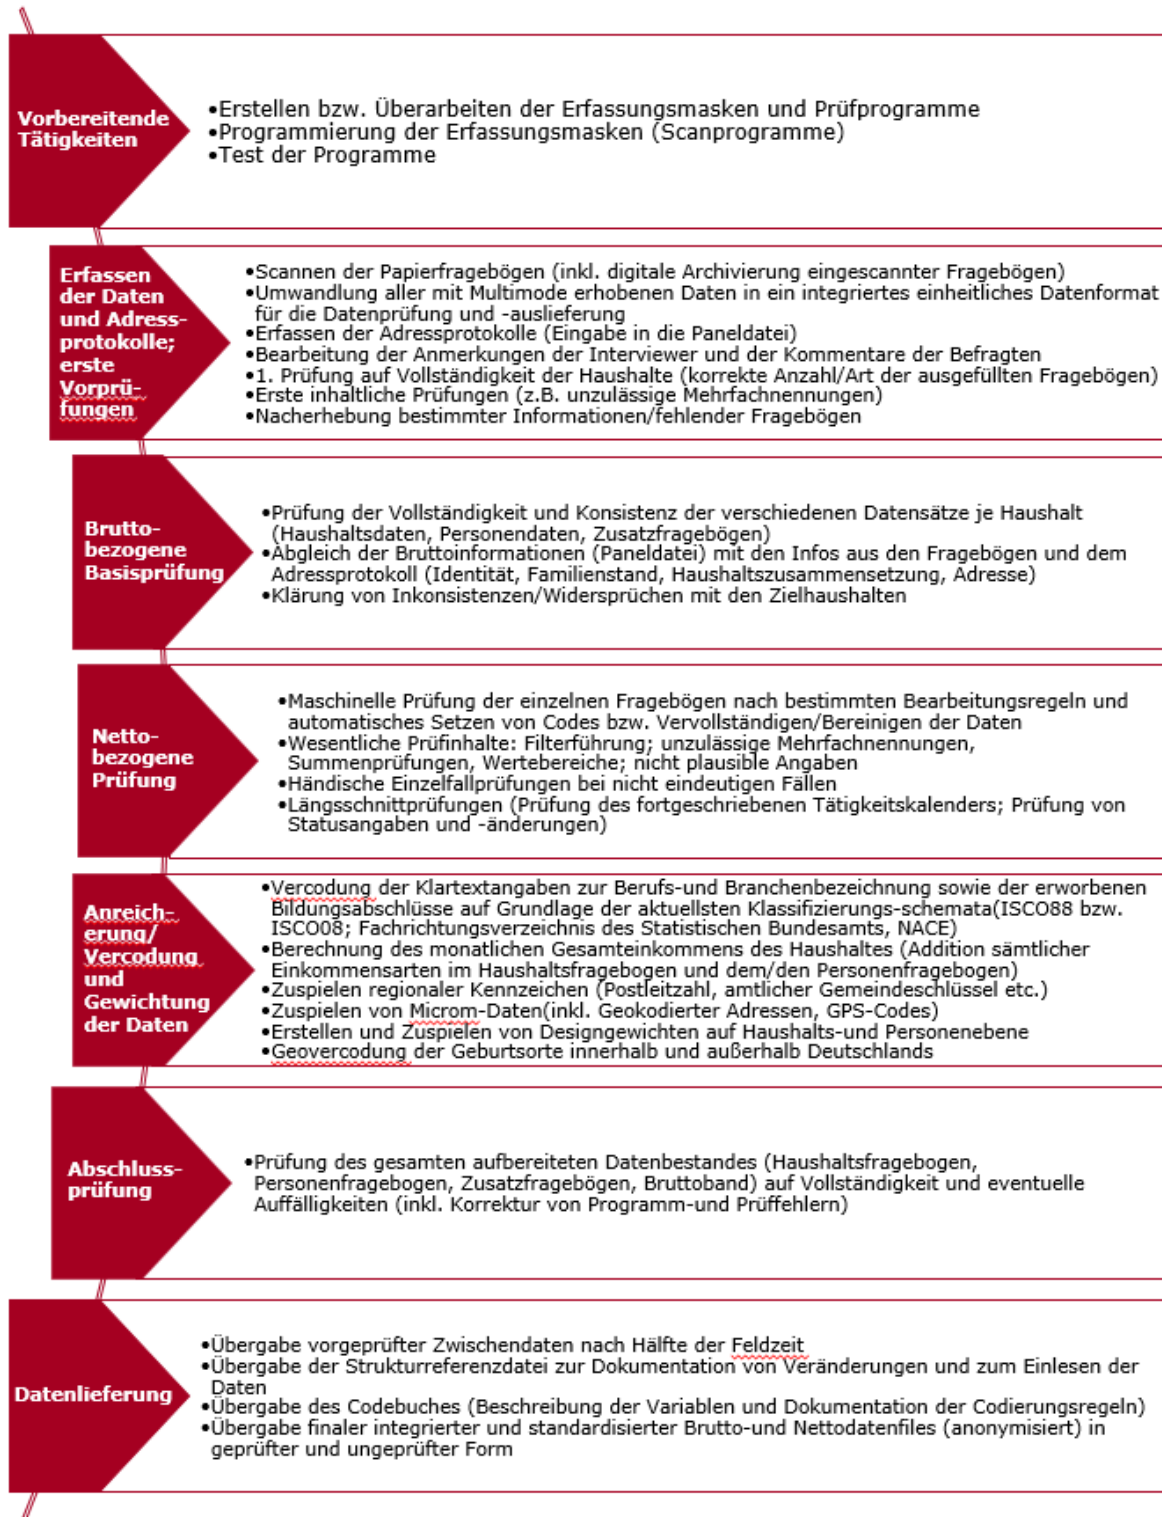 Vorbereitende
Tätigkeiten
•Erstellen bzw. Überarbeiten der Erfassungsmasken und Prüfprogramme
•Programmierung der Erfassungsmasken (Scanprogramme)
•Test der Programme
Erfassen
der Daten
und Adress-
protokolle;
erste
Vorprü-
fungen
•Scannen der Papierfragebögen (inkl. digitale Archivierung eingescannter Fragebögen)
•Umwandlung aller mit Multimode erhobenen Daten in ein integriertes einheitliches Datenformat
für die Datenprüfung und -auslieferung
•Erfassen der Adressprotokolle (Eingabe in die Paneldatei)
•Bearbeitung der Anmerkungen der Interviewer und der Kommentare der Befragten
•1. Prüfung auf Vollständigkeit der Haushalte (korrekte Anzahl/Art der ausgefüllten Fragebögen)
•Erste inhaltliche Prüfungen (z.B. unzulässige Mehrfachnennungen)
•Nacherhebung bestimmter Informationen/fehlender Fragebögen
Brutto-
bezogene
Basisprüfung
•Prüfung der Vollständigkeit und Konsistenz der verschiedenen Datensätze je Haushalt
(Haushaltsdaten, Personendaten, Zusatzfragebögen)
•Abgleich der Bruttoinformationen (Paneldatei) mit den Infos aus den Fragebögen und dem
Adressprotokoll (Identität, Familienstand, Haushaltszusammensetzung, Adresse)
•Klärung von Inkonsistenzen/Widersprüchen mit den Zielhaushalten
Netto-
bezogene
Prüfung
•Maschinelle Prüfung der einzelnen Fragebögen nach bestimmten Bearbeitungsregeln und
automatisches Setzen von Codes bzw. Vervollständigen/Bereinigen der Daten
•Wesentliche Prüfinhalte: Filterführung; unzulässige Mehrfachnennungen,
Summenprüfungen, Wertebereiche; nicht plausible Angaben
•Händische Einzelfallprüfungen bei nicht eindeutigen Fällen
•Längsschnittprüfungen (Prüfung des fortgeschriebenen Tätigkeitskalenders; Prüfung von
Statusangaben und -änderungen)
Anreich-
erung/
Vercodung
und
Gewichtung
der Daten
•Vercodung der Klartextangaben zur Berufs-und Branchenbezeichnung sowie der erworbenen
Bildungsabschlüsse auf Grundlage der aktuellsten Klassifizierungs-schemata(ISCO88 bzw.
ISCO08; Fachrichtungsverzeichnis des Statistischen Bundesamts, NACE)
•Berechnung des monatlichen Gesamteinkommens des Haushaltes (Addition sämtlicher
Einkommensarten im Haushaltsfragebogen und dem/den Personenfragebogen)
•Zuspielen regionaler Kennzeichen (Postleitzahl, amtlicher Gemeindeschlüssel etc.)
•Zuspielen von Microm-Daten(inkl. Geokodierter Adressen, GPS-Codes)
•Erstellen und Zuspielen von Designgewichten auf Haushalts-und Personenebene
•Geovercodung der Geburtsorte innerhalb und außerhalb Deutschlands
Abschluss-
prüfung
•Prüfung des gesamten aufbereiteten Datenbestandes (Haushaltsfragebogen,
Personenfragebogen, Zusatzfragebögen, Bruttoband) auf Vollständigkeit und eventuelle
Auffälligkeiten (inkl. Korrektur von Programm-und Prüffehlern)
Datenlieferung
•Übergabe vorgeprüfter Zwischendaten nach Hälfte der Feldzeit
•Übergabe der Strukturreferenzdatei zur Dokumentation von Veränderungen und zum Einlesen der
Daten
•Übergabe des Codebuches (Beschreibung der Variablen und Dokumentation der Codierungsregeln)
•Übergabe finaler integrierter und standardisierter Brutto-und Nettodatenfiles (anonymisiert) in
geprüfter und ungeprüfter Form